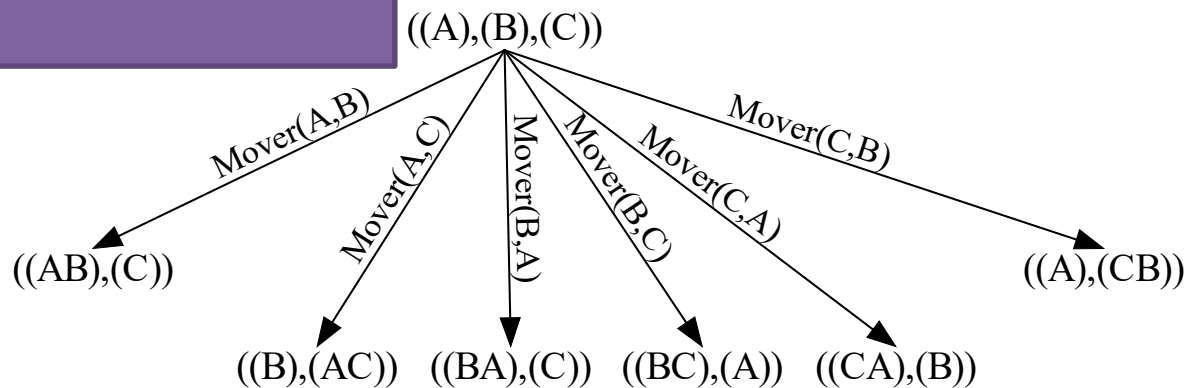 ((A),(B),(C))
Mover(A,B)
Mover(A,C)
Mover(B,A)
Mover(B,C)
Mover(C,A)
Mover(C,B)
((AB),(C))
((A),(CB))
((B),(AC))
((BA),(C))
((BC),(A))
((CA),(B))